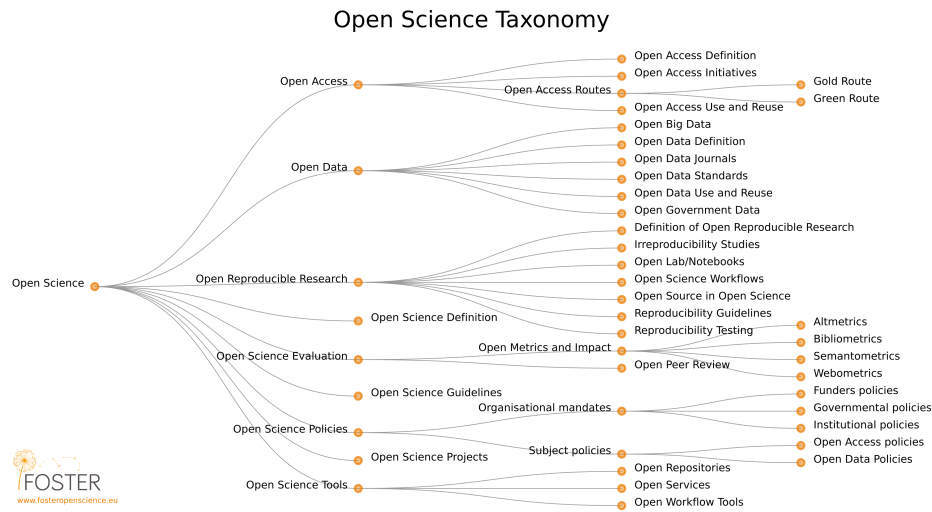 Open Science Taxonomy
Open Science
Open Access
Open Access Definition
Open Access Initiatives
Open Access Routes
Gold Route
Green Route
Open Access Use and Reuse
Open Data
Open Big Data
Open Data Definition
Open Data Journals
Open Data Standards
Open Data Use and Reuse
Open Government Data
Open Reproducible Research
Definition of Open Reproducible Research
Irreproducibility Studies
Open Lab/Notebooks
Open Science Workflows
Open Source in Open Science
Reproducibility Guidelines
Reproducibility Testing
Open Science Definition
Open Science Evaluation
Open Metrics and Impact
Altmetrics
Bibliometrics
Semantometrics
Webometrics
Open Peer Review
Open Science Guidelines
Open Science Policies
Organisational mandates
Funders policies
Governmental policies
Institutional policies
Subject policies
Open Access policies
Open Data Policies
Open Science Projects
Open Science Tools
Open Repositories
Open Services
Open Workflow Tools
FOSTER
www.fosteropenscience.eu